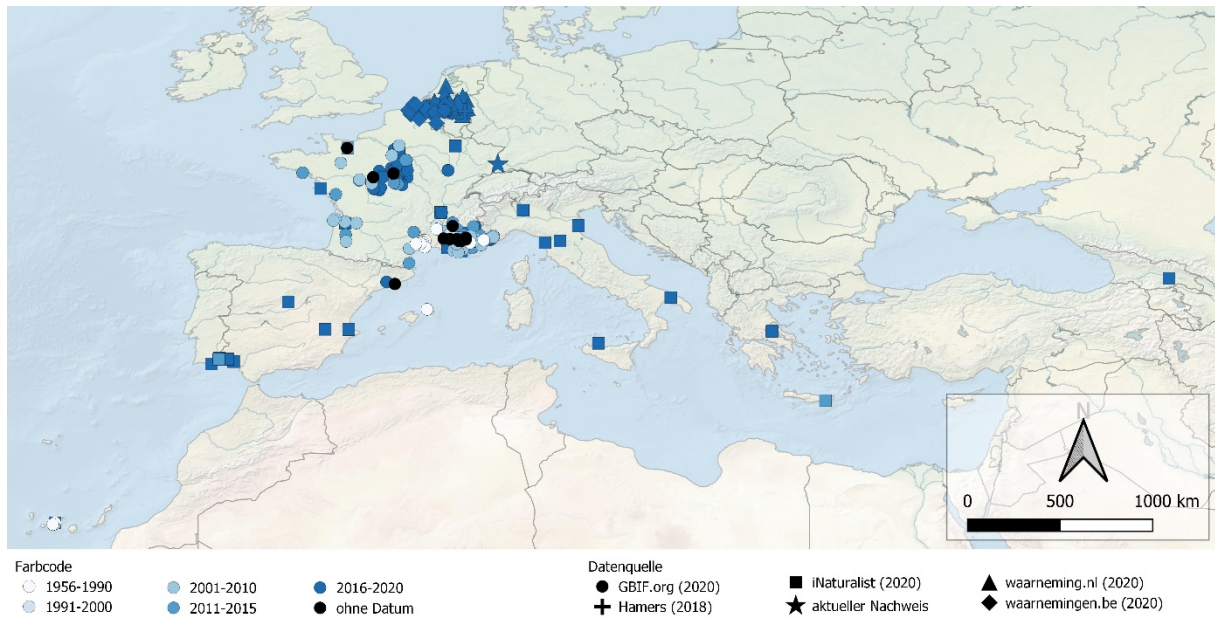 N
0 500 1000 km
Farbcode
1956-1990
2001-2010
2016-2020
1991-2000
2011-2015
ohne Datum
Datenquelle
GBIF.org (2020)
iNaturalist (2020)
waarneming.nl (2020)
Hamers (2018)
aktueller Nachweis
waarnemingen.be (2020)